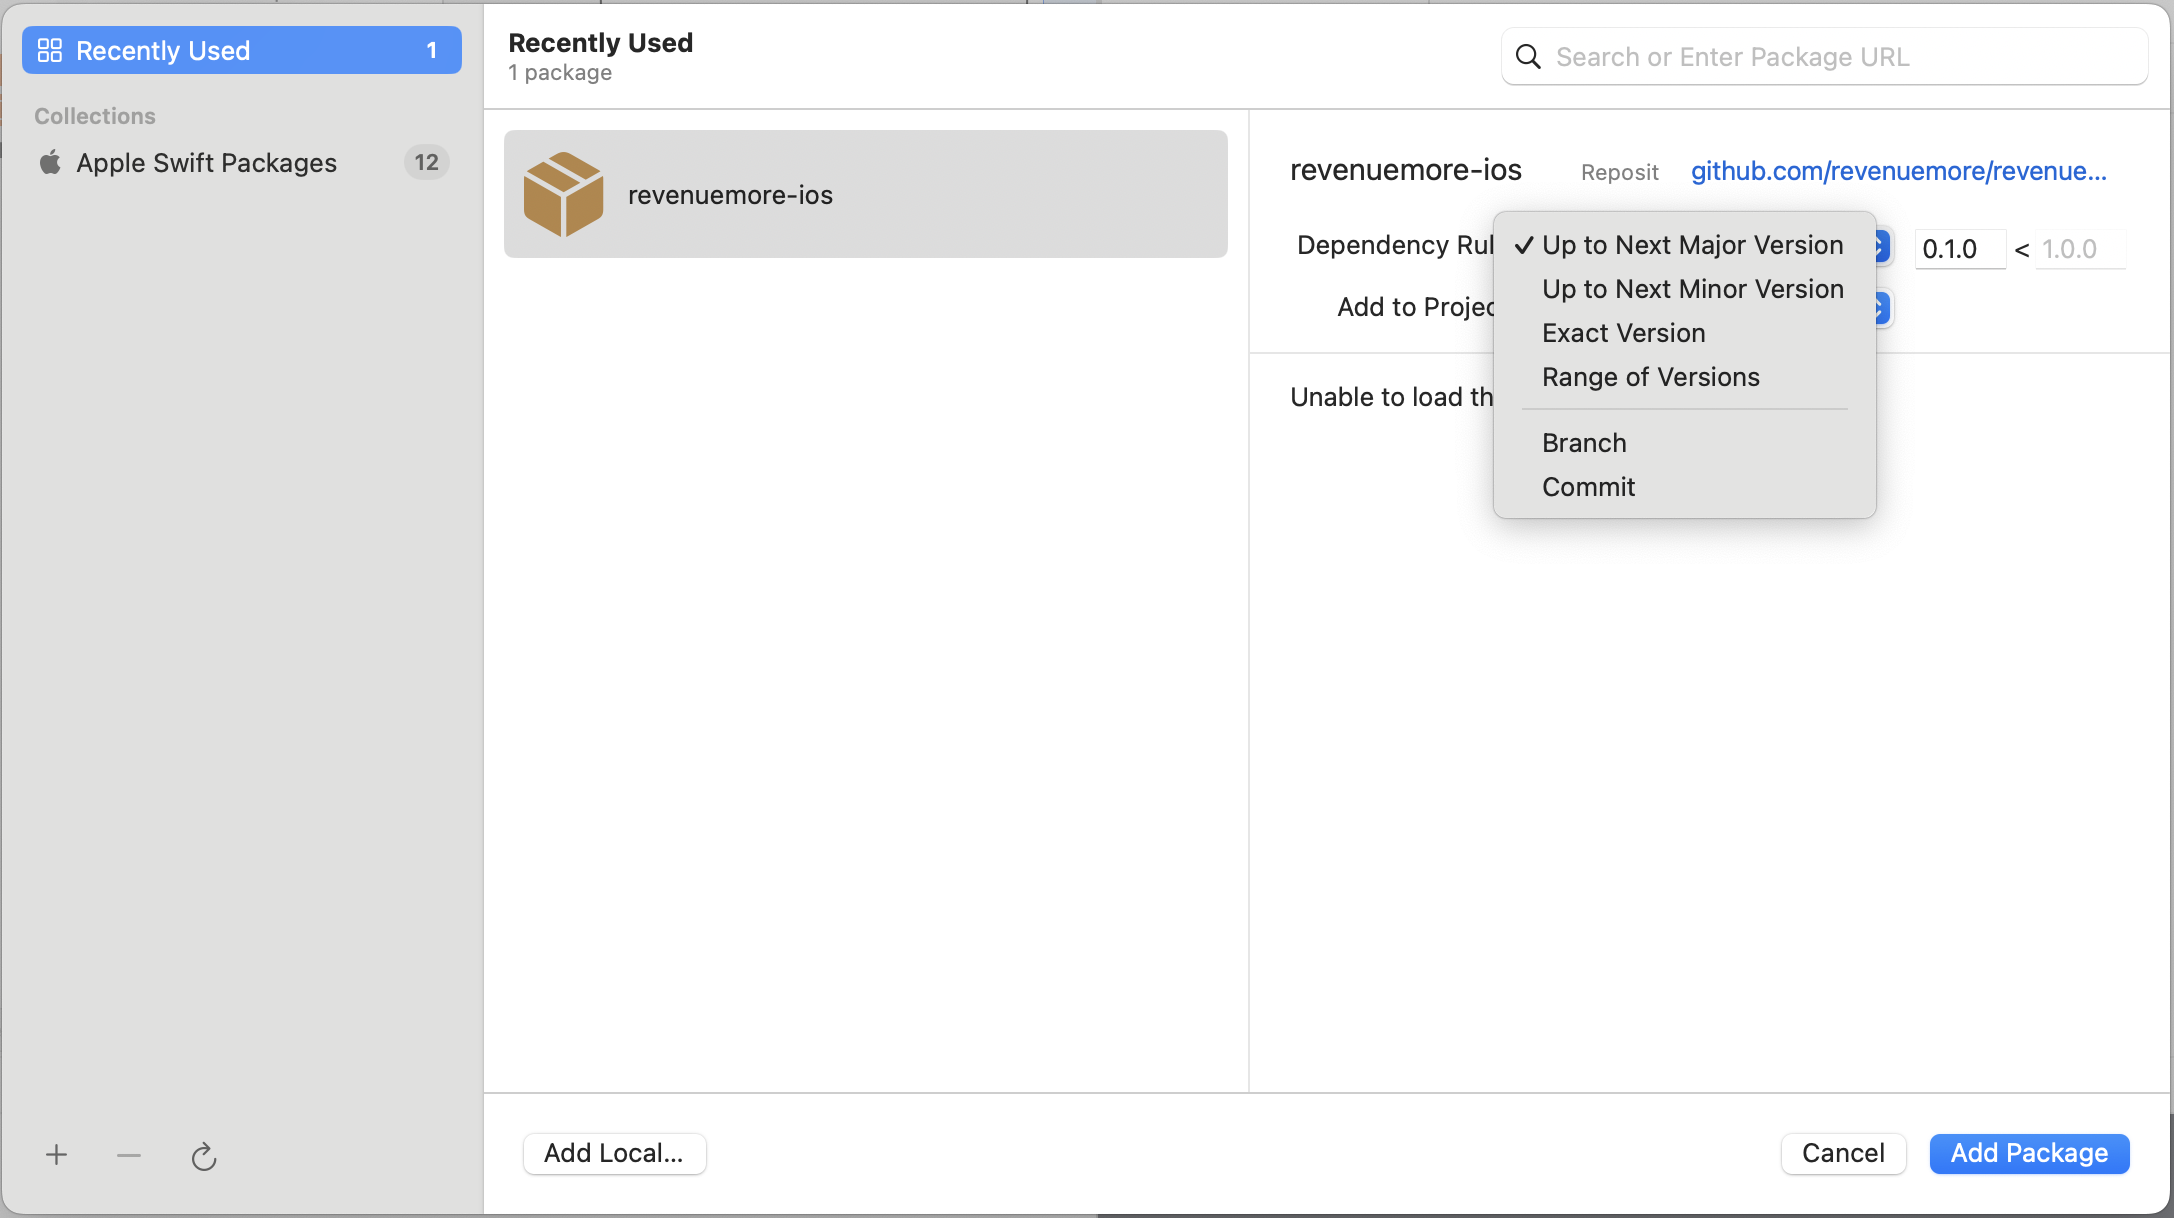 Recently Used 1
Collections
Apple Swift Packages 12
Recently Used
1 package
Search or Enter Package URL
revenuemore-ios
revenuemore-ios Reposit github.com/revenuemore/revenue...
Dependency Rul
Up to Next Major Version
0.1.0 < 1.0.0
Up to Next Minor Version
Add to Projec
Exact Version
Range of Versions
Unable to load th
Branch
Commit
Add Local...
Cancel
Add Package